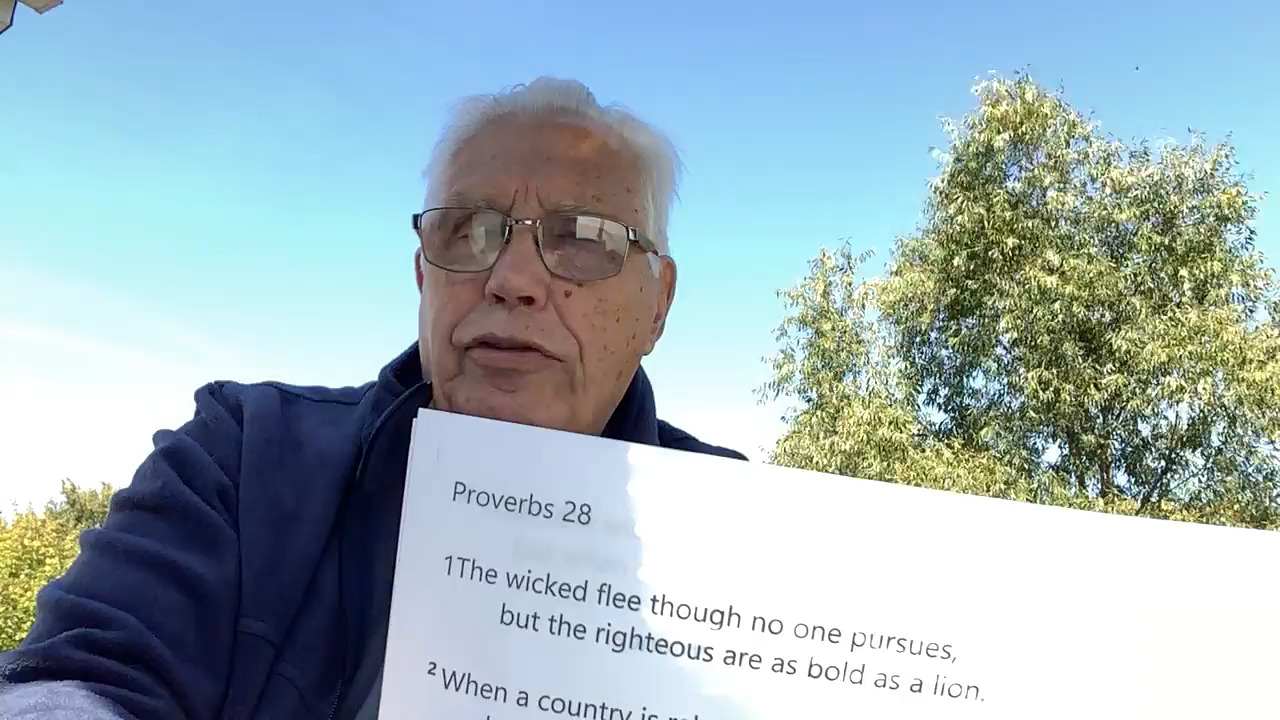 Proverbs 28
1The wicked flee though no one pursues,
but the righteous are as bold as a lion.
²When a country is